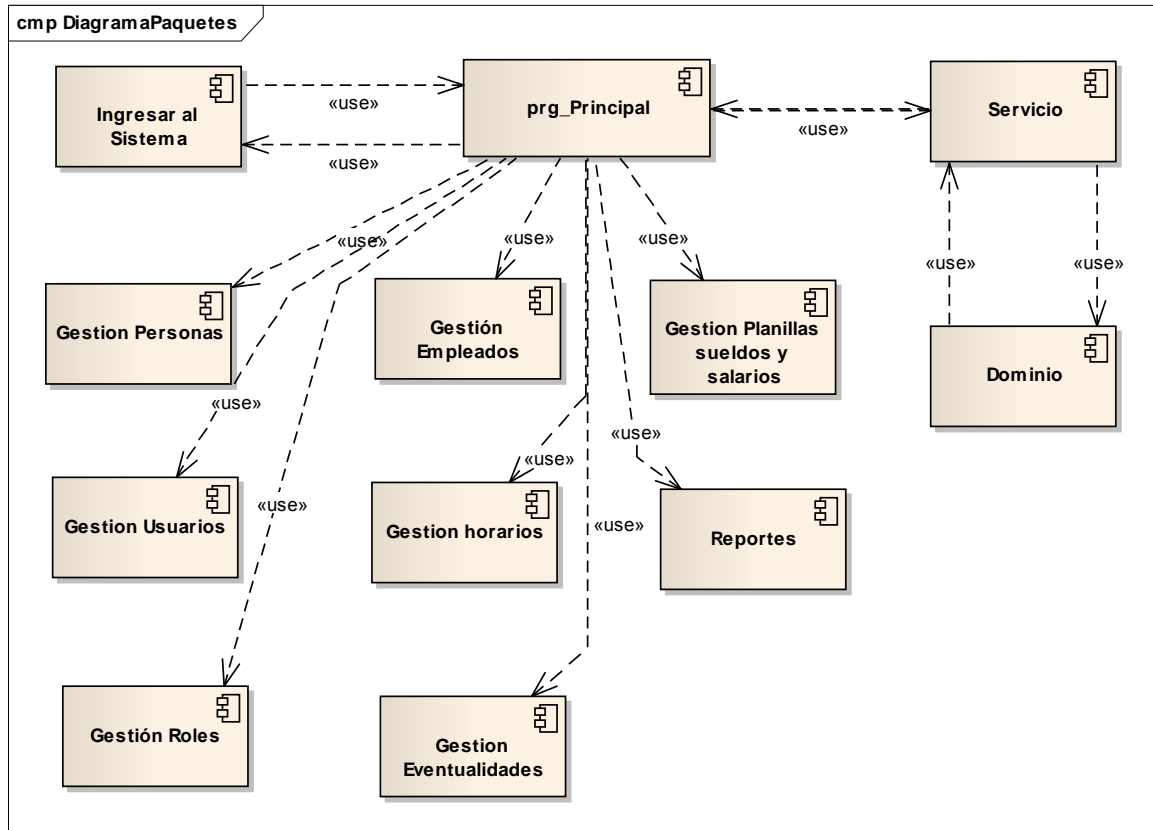 cmp DiagramaPaquetes
Ingresar al
Sistema
«use»
«use»
prg_Principal
«use»
Servicio
«use»
«use»
«use»
«use»
«use»
Gestion Personas
Gestión
Empleados
Gestion Planillas
sueldos y
salarios
Dominio
«use»
«use»
«use»
«use»
«use»
Gestion Usuarios
Gestion horarios
Reportes
Gestión Roles
Gestion
Eventualidades